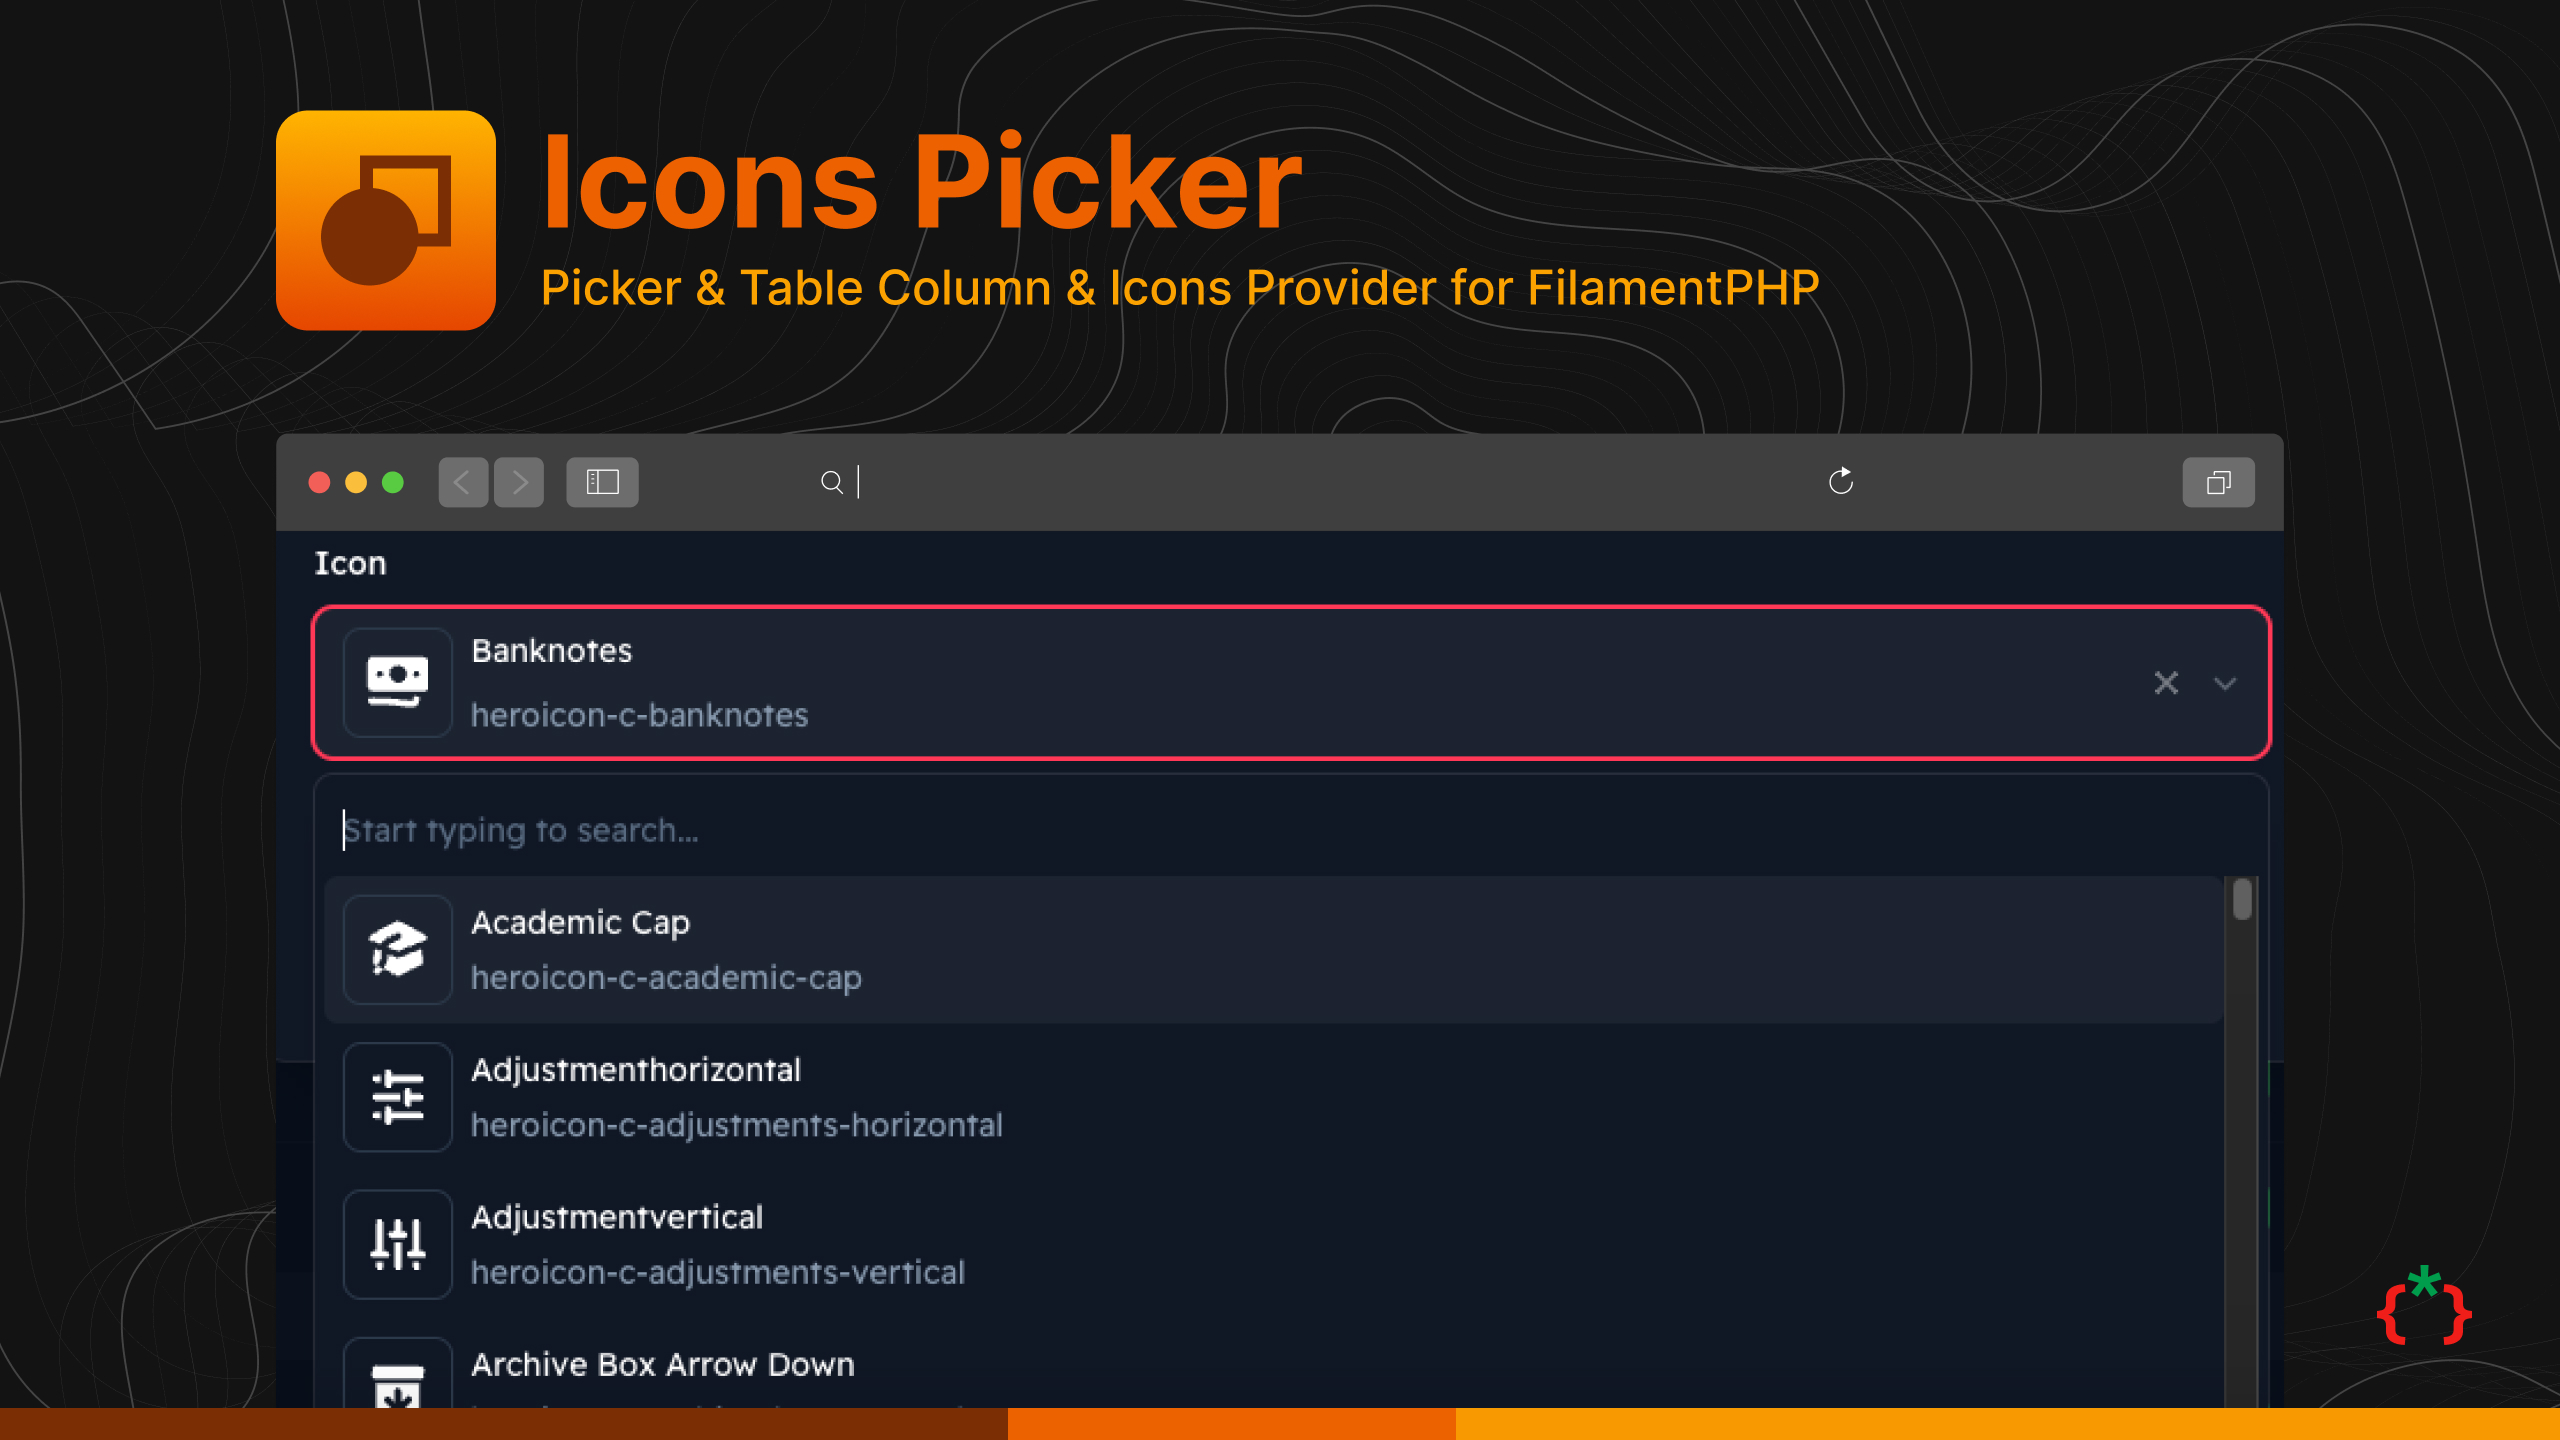 Icons Picker
Picker & Table Column & Icons Provider for FilamentPHP
Icon
Banknotes
heroicon-c-banknotes
Start typing to search...
Academic Cap
heroicon-c-academic-cap
Adjustmenthorizontal
heroicon-c-adjustments-horizontal
Adjustmentvertical
heroicon-c-adjustments-vertical
Archive Box Arrow Down
{*}